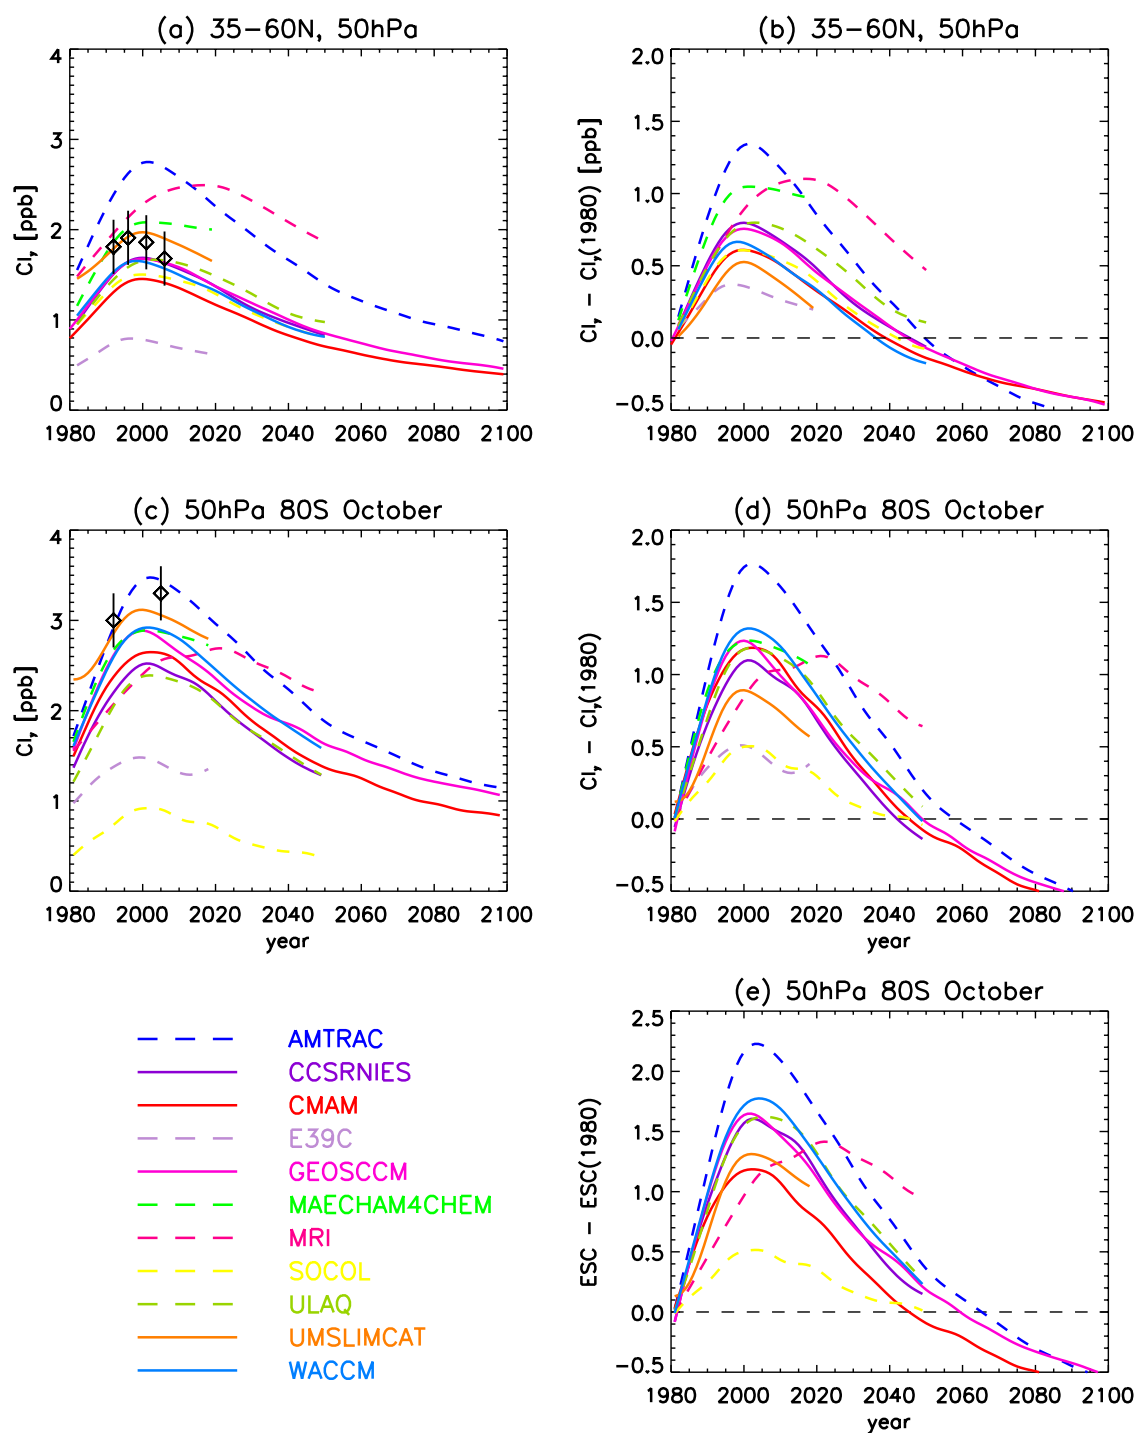 (a) 35-60N, 50hPa
Cly [ppb]
4
3
2
1
0
1980 2000 2020 2040 2060 2080 2100
(b) 35-60N, 50hPa
Cly - Cly(1980) [ppb]
2.0
1.5
1.0
0.5
0.0
-0.5
1980 2000 2020 2040 2060 2080 2100
(c) 50hPa 80S October
Cly [ppb]
4
3
2
1
0
1980 2000 2020 2040 2060 2080 2100
year
(d) 50hPa 80S October
Cly - Cly(1980)
2.0
1.5
1.0
0.5
0.0
-0.5
1980 2000 2020 2040 2060 2080 2100
year
(e) 50hPa 80S October
ESC - ESC(1980)
2.5
2.0
1.5
1.0
0.5
0.0
-0.5
1980 2000 2020 2040 2060 2080 2100
year
AMTRAC
CCSRNIES
CMAM
E39C
GEOSCCM
MAECHAM4CHEM
MRI
SOCOL
ULAQ
UMSLIMCAT
WACCM